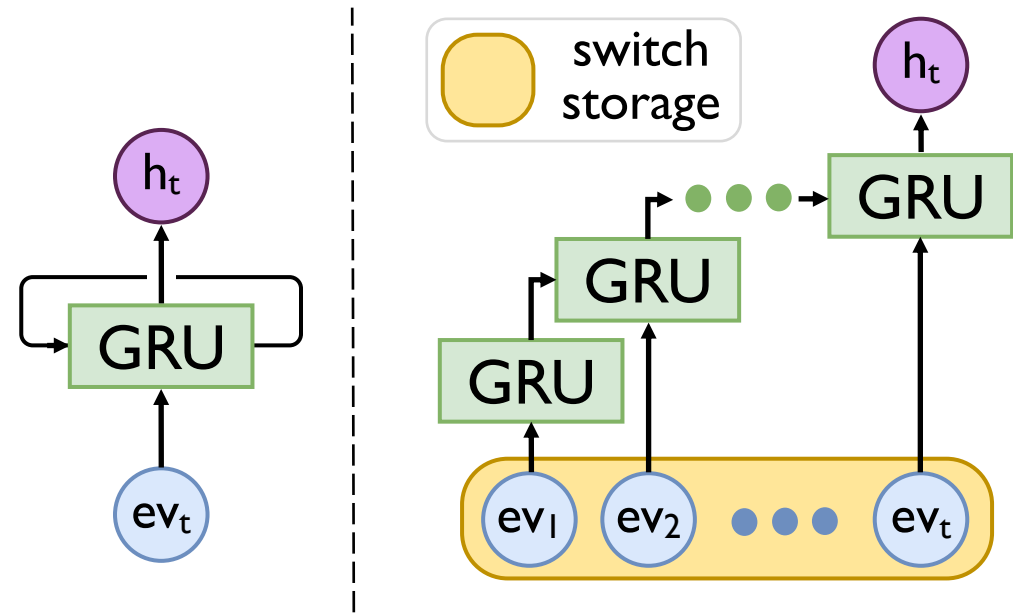 h_t
GRU
ev_t
switch
storage
h_t
GRU
GRU
GRU
ev_1
ev_2
ev_t